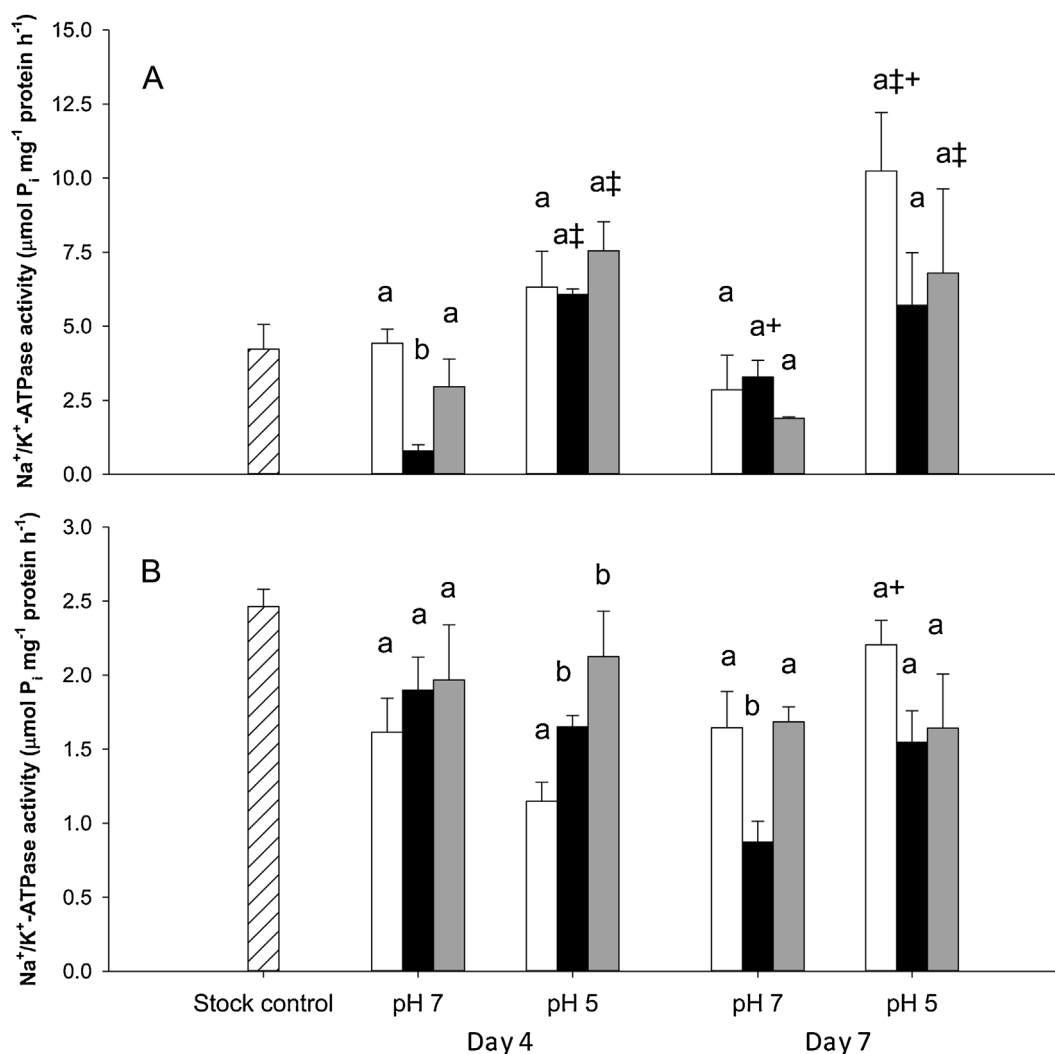 Na⁺/K⁺-ATPase activity (μmol Pᵢ mg⁻¹ protein h⁻¹)
15.0
12.5
10.0
7.5
5.0
2.5
0.0
A
a
b
a
a
a‡
a‡
a
a+
a
a‡+
a
a‡
Na⁺/K⁺-ATPase activity (μmol Pᵢ mg⁻¹ protein h⁻¹)
3.0
2.5
2.0
1.5
1.0
0.5
0.0
B
a
a
a
a
b
b
a
b
a
a+
a
a
Stock control pH 7 pH 5 pH 7 pH 5
Day 4 Day 7